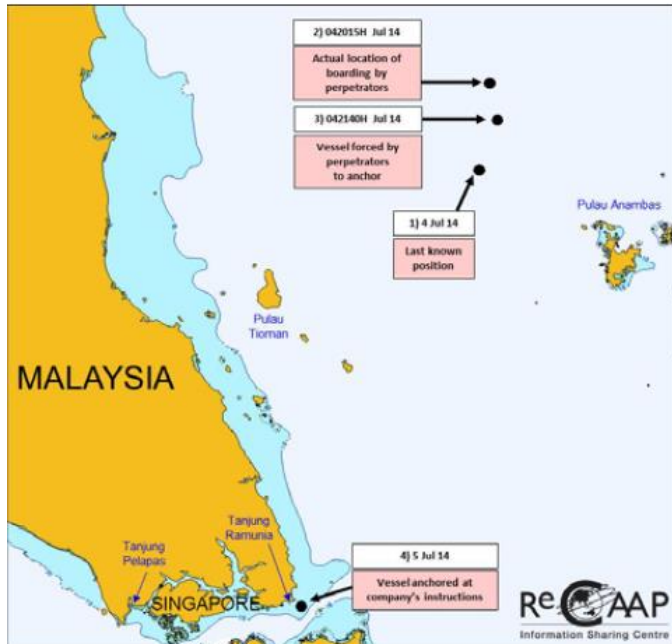 2) 042015H Jul 14
Actual location of
boarding by
perpetrators
3) 042140H Jul 14
Vessel forced by
perpetrators
to anchor
1) 4 Jul 14
Last known
position
Pulau Anambas
Pulau
Tioman
MALAYSIA
Tanjung
Pelapas
Tanjung
Ramunia
SINGAPORE
4) 5 Jul 14
Vessel anchored at
company's instructions
ReCAAP
Information Sharing Centre